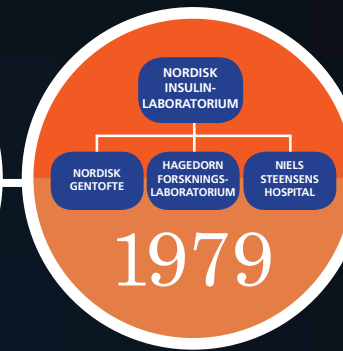 NORDISK
INSULIN-
LABORATORIUM
NORDISK
GENTOFTE
HAGEDORN
FORSKNINGS-
LABORATORIUM
NIELS
STEENSENS
HOSPITAL
1979